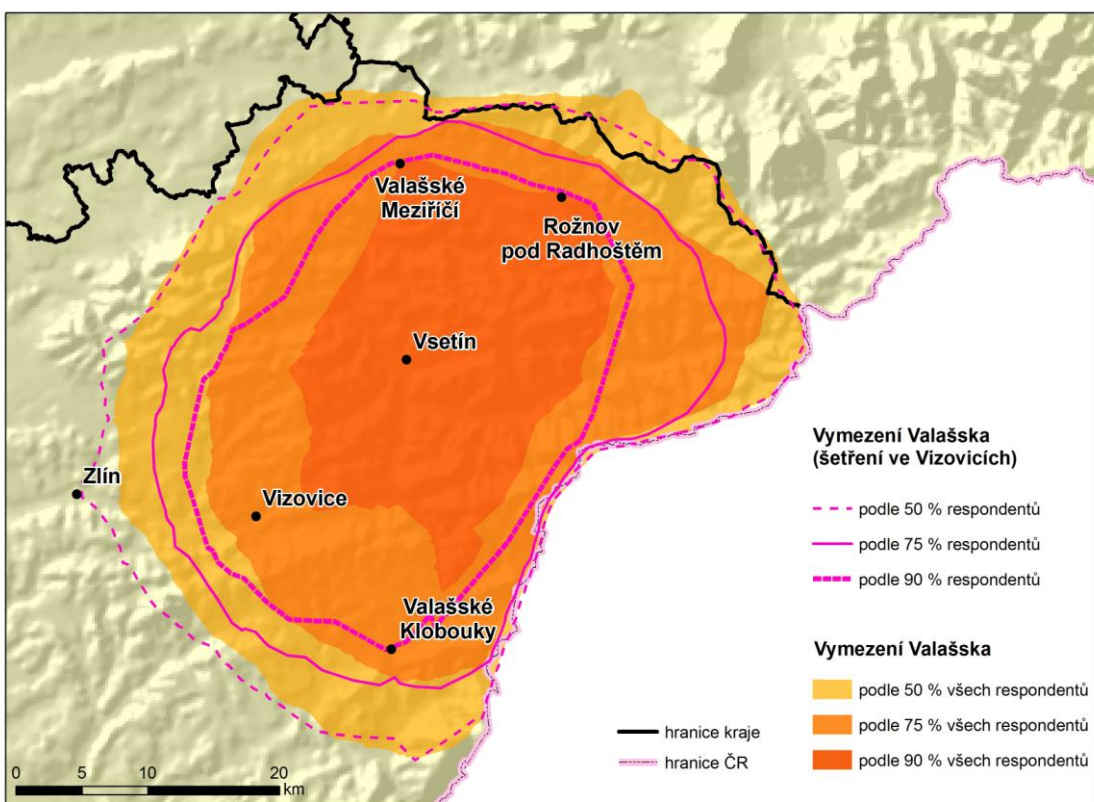 Valašské
Meziříčí
Rožnov
pod Radhoštěm
Vsetín
Zlín
Vizovice
Valašské
Klobouky
Vymezení Valašska
(šetření ve Vizovicích)
podle 50 % respondentů
podle 75 % respondentů
podle 90 % respondentů
Vymezení Valašska
podle 50 % všech respondentů
podle 75 % všech respondentů
podle 90 % všech respondentů
hranice kraje
hranice ČR
0 5 10 20
km